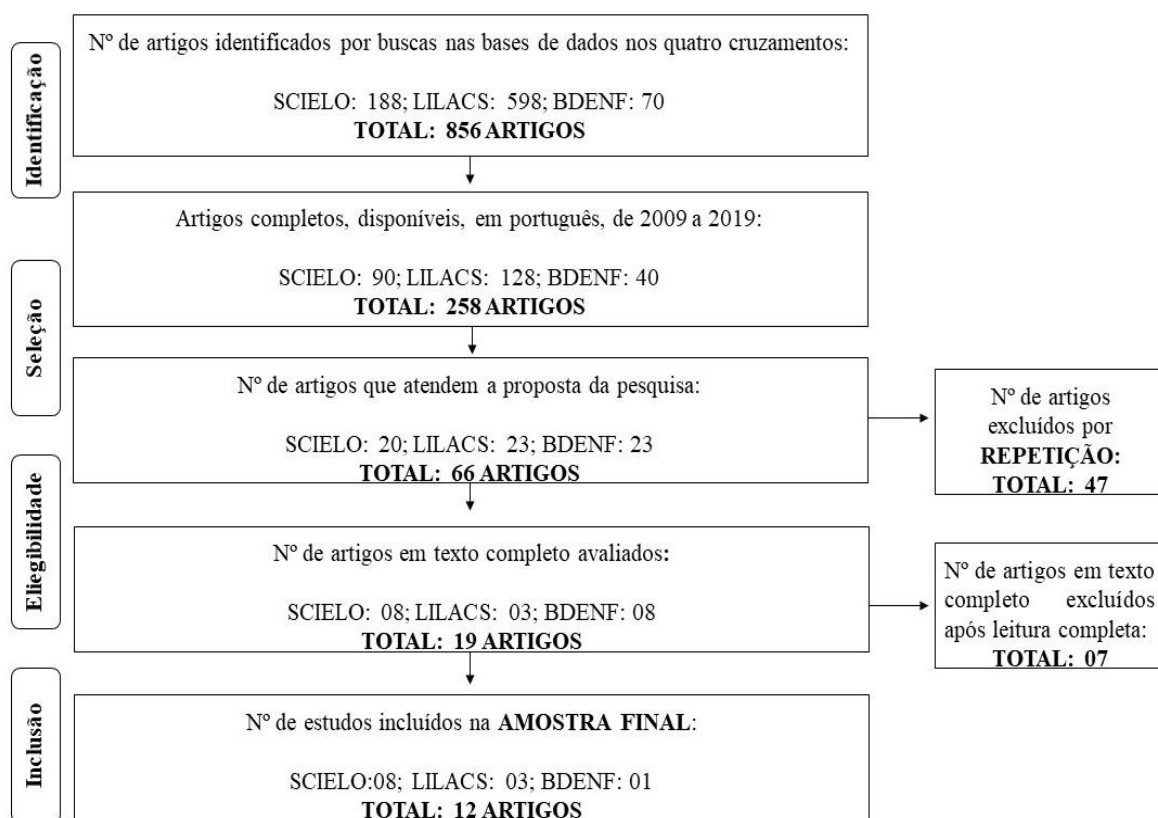 Identificação
Nº de artigos identificados por buscas nas bases de dados nos quatro cruzamentos:
SCIELO: 188; LILACS: 598; BDENF: 70
TOTAL: 856 ARTIGOS
Seleção
Artigos completos, disponíveis, em português, de 2009 a 2019:
SCIELO: 90; LILACS: 128; BDENF: 40
TOTAL: 258 ARTIGOS
Nº de artigos que atendem a proposta da pesquisa:
SCIELO: 20; LILACS: 23; BDENF: 23
TOTAL: 66 ARTIGOS
Nº de artigos
excluídos por
REPETIÇÃO:
TOTAL: 47
Eliegibilidade
Nº de artigos em texto completo avaliados:
SCIELO: 08; LILACS: 03; BDENF: 08
TOTAL: 19 ARTIGOS
Nº de artigos em texto
completo excluídos
após leitura completa:
TOTAL: 07
Inclusão
Nº de estudos incluídos na AMOSTRA FINAL:
SCIELO:08; LILACS: 03; BDENF: 01
TOTAL: 12 ARTIGOS